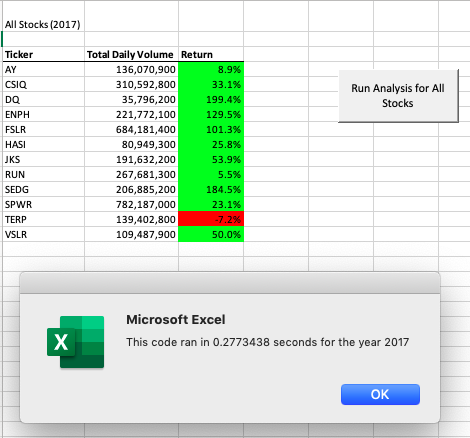 All Stocks (2017)
Ticker Total Daily Volume Return
AY 136,070,900 8.9%
CSIQ 310,592,800 33.1%
DQ 35,796,200 199.4%
ENPH 221,772,100 129.5%
FSLR 684,181,400 101.3%
HASI 80,949,300 25.8%
JKS 191,632,200 53.9%
RUN 267,681,300 5.5%
SEDG 206,885,200 184.5%
SPWR 782,187,000 23.1%
TERP 139,402,800 -7.2%
VSLR 109,487,900 50.0%
Run Analysis for All
Stocks
X
Microsoft Excel
This code ran in 0.2773438 seconds for the year 2017
OK